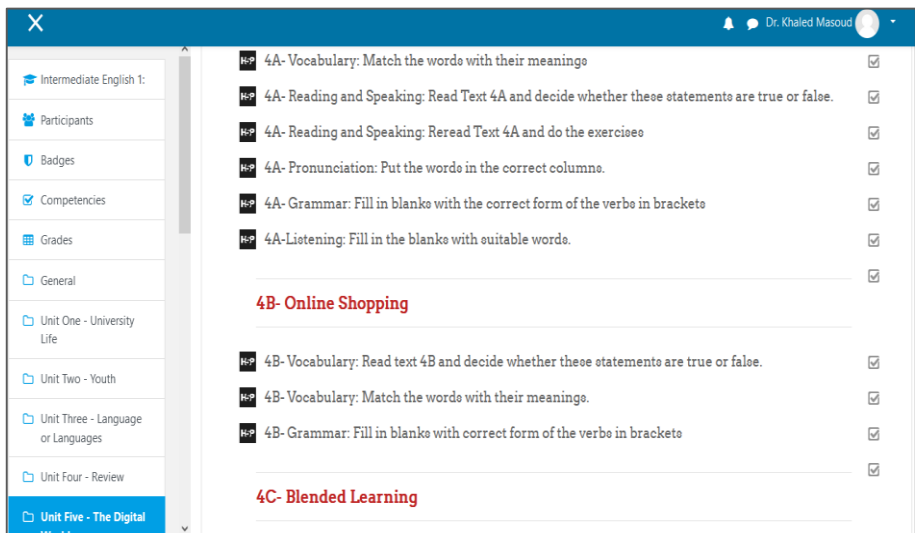 X
Dr. Khaled Masoud
Intermediate English 1:
Participants
Badges
Competencies
Grades
General
Unit One - University
Life
Unit Two - Youth
Unit Three - Language
or Languages
Unit Four - Review
Unit Five - The Digital
H-P 4A- Vocabulary: Match the words with their meanings
H-P 4A- Reading and Speaking: Read Text 4A and decide whether these statements are true or false.
H-P 4A- Reading and Speaking: Reread Text 4A and do the exercises
H-P 4A- Pronunciation: Put the words in the correct columns.
H-P 4A- Grammar: Fill in blanks with the correct form of the verbs in brackets
H-P 4A-Listening: Fill in the blanks with suitable words.
4B- Online Shopping
H-P 4B- Vocabulary: Read text 4B and decide whether these statements are true or false.
H-P 4B- Vocabulary: Match the words with their meanings.
H-P 4B- Grammar: Fill in blanks with correct form of the verbs in brackets
4C- Blended Learning